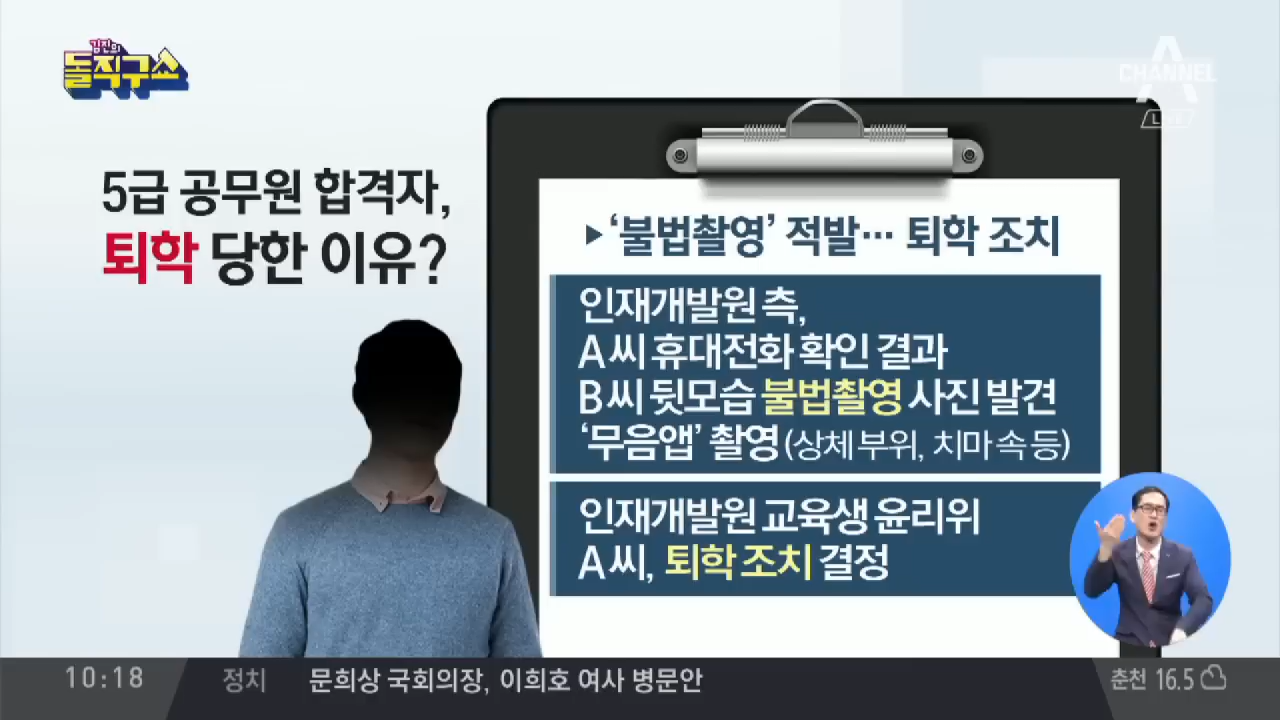 김진의
돌직구쇼
CHANNEL A
LIVE
5급 공무원 합격자,
퇴학 당한 이유?
▶‘불법촬영’ 적발… 퇴학 조치
인재개발원 측,
A씨 휴대전화 확인 결과
B씨 뒷모습 불법촬영 사진 발견
‘무음앱’ 촬영(상체 부위, 치마 속 등)
인재개발원 교육생 윤리위
A씨, 퇴학 조치 결정
10:18 정치 문희상 국회의장, 이희호 여사 병문안 춘천 16.5